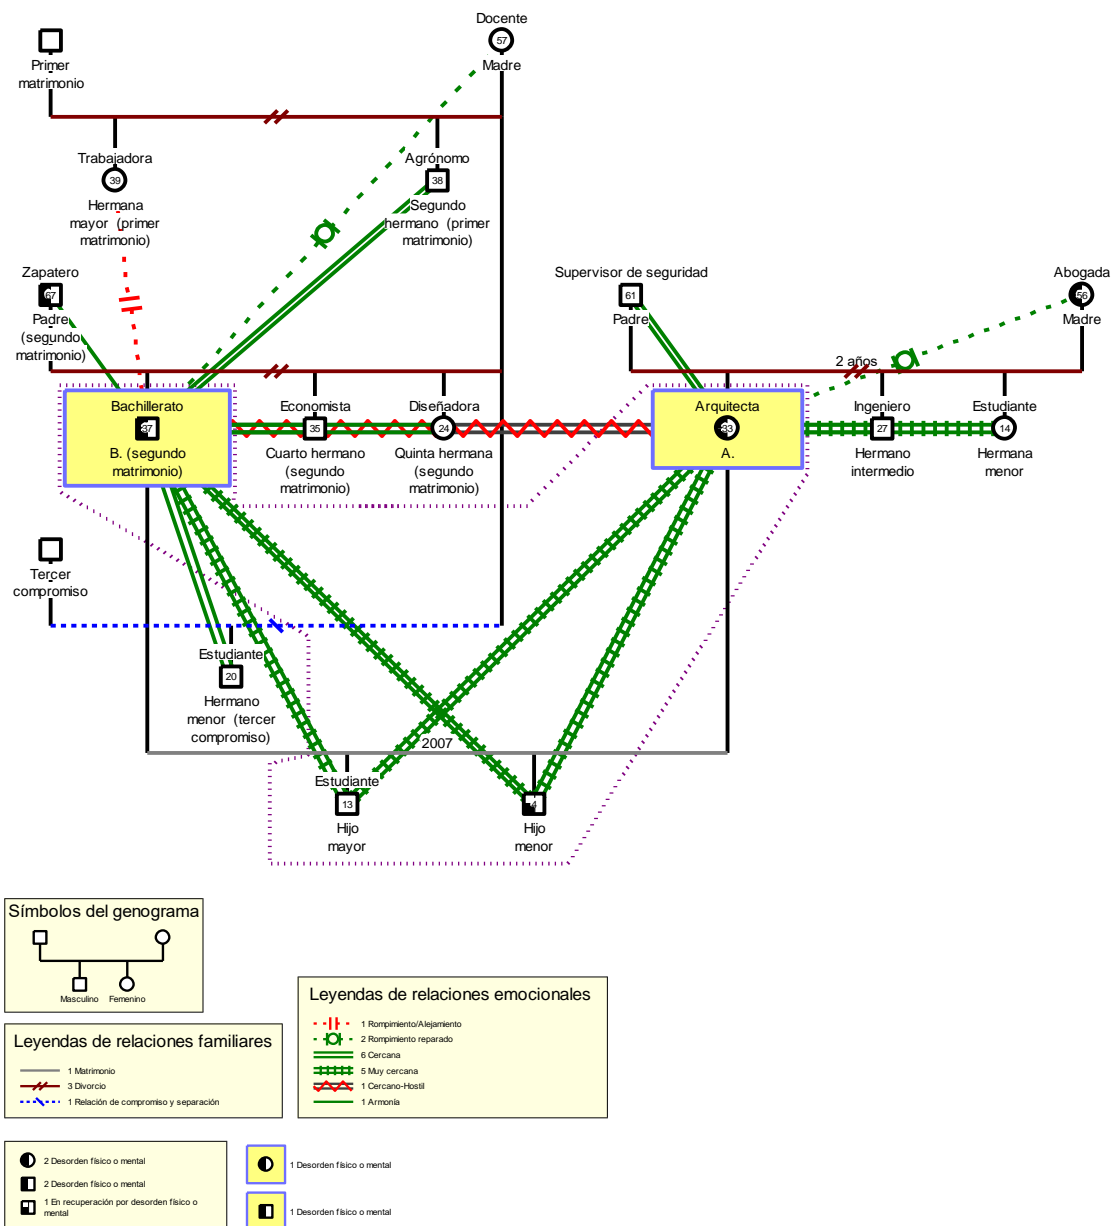 Docente
57
Madre
Primer
matrimonio
Trabajadora
39
Hermana
mayor (primer
matrimonio)
Agrónomo
38
Segundo
hermano (primer
matrimonio)
Zapatero
67
Padre
(segundo
matrimonio)
Supervisor de seguridad
61
Padre
Abogada
56
Madre
2 años
Bachillerato
37
B. (segundo
matrimonio)
Economista
35
Cuarto hermano
(segundo
matrimonio)
Diseñadora
24
Quinta hermana
(segundo
matrimonio)
Arquitecta
33
A.
Ingeniero
27
Hermano
intermedio
Estudiante
14
Hermana
menor
Tercer
compromiso
Estudiante
20
Hermano
menor (tercer
compromiso)
2007
Estudiante
13
Hijo
mayor
4
Hijo
menor
Símbolos del genograma
Masculino Femenino
Leyendas de relaciones familiares
1 Matrimonio
3 Divorcio
1 Relación de compromiso y separación
Leyendas de relaciones emocionales
1 Rompimiento/Alejamiento
2 Rompimiento reparado
6 Cercana
5 Muy cercana
1 Cercano-Hostil
1 Armonía
2 Desorden físico o mental
2 Desorden físico o mental
1 En recuperación por desorden físico o
mental
1 Desorden físico o mental
1 Desorden físico o mental